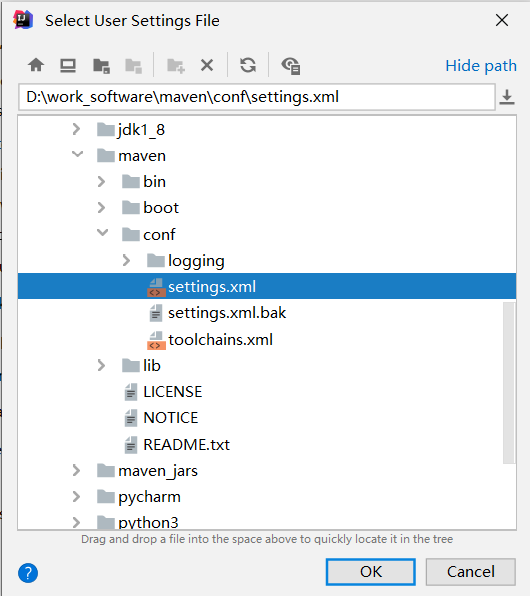 Select User Settings File
Hide path
D:\work_software\maven\conf\settings.xml
jdk1_8
maven
bin
boot
conf
logging
settings.xml
settings.xml.bak
toolchains.xml
lib
LICENSE
NOTICE
README.txt
maven_jars
pycharm
python3
Drag and drop a file into the space above to quickly locate it in the tree
? OK Cancel